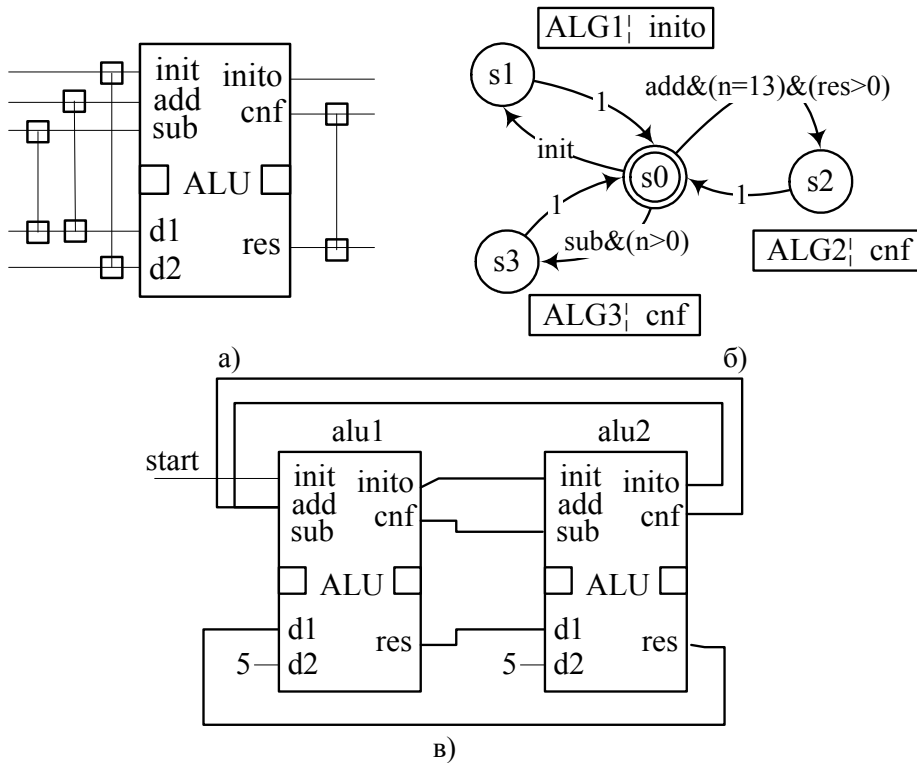 init
add
sub
ALU
d1
d2
inito
cnf
res
ALG1¦ inito
s1
1
init
add&(n=13)&(res>0)
s0
1
s2
ALG2¦ cnf
1
s3
sub&(n>0)
ALG3¦ cnf
а)
б)
start
alu1
init
add
sub
inito
cnf
ALU
d1
5
d2
res
alu2
init
add
sub
inito
cnf
ALU
d1
5
d2
res
в)